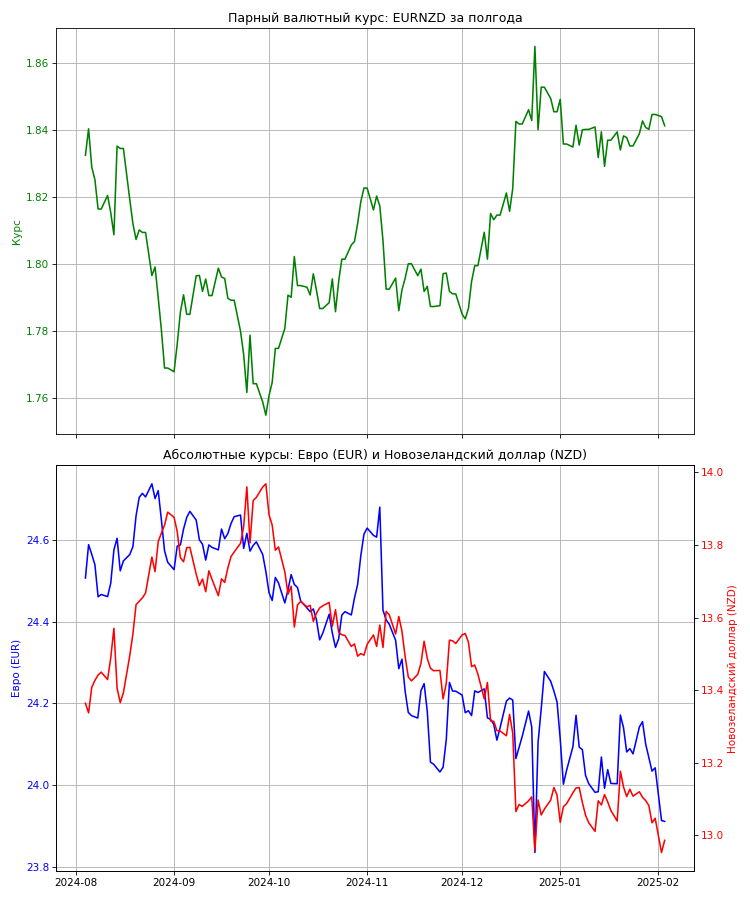 Парный валютный курс: EURNZD за полгода
1.86
1.84
1.82
1.80
1.78
1.76
Курс
Абсолютные курсы: Евро (EUR) и Новозеландский доллар (NZD)
24.6
24.4
24.2
24.0
23.8
Евро (EUR)
14.0
13.8
13.6
13.4
13.2
13.0
Новозеландский доллар (NZD)
2024-08 2024-09 2024-10 2024-11 2024-12 2025-01 2025-02